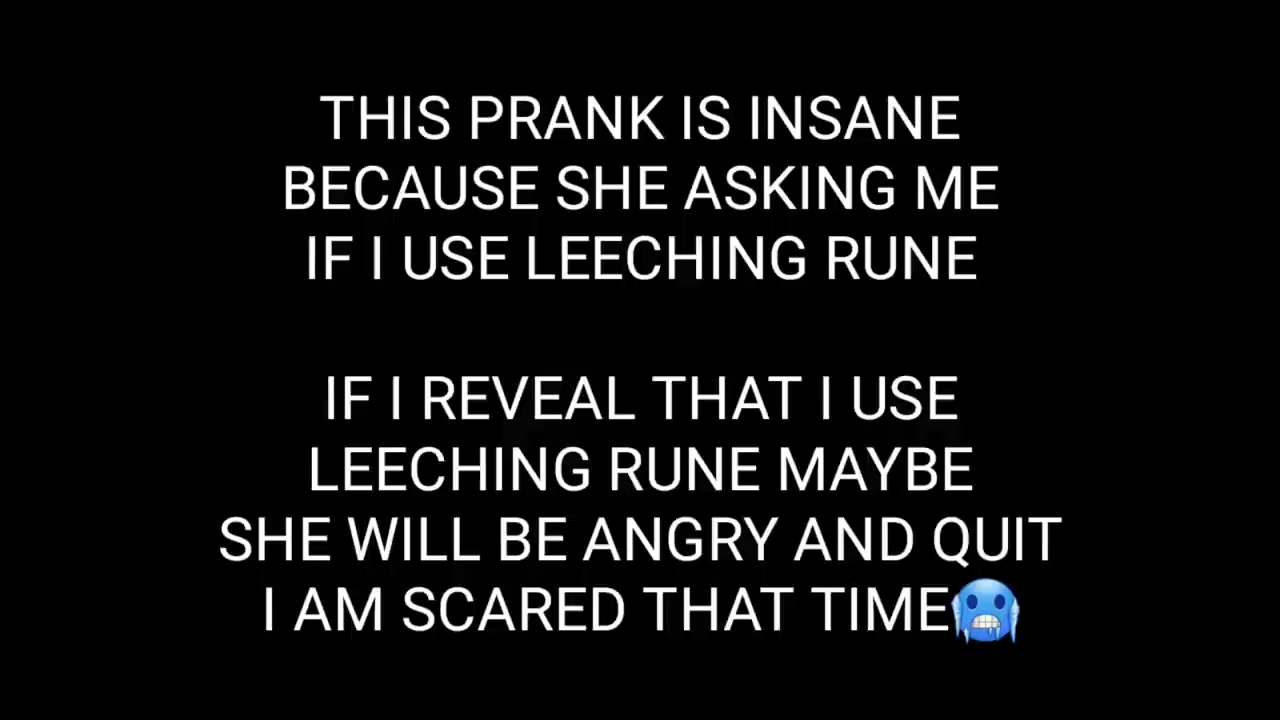 THIS PRANK IS INSANE
BECAUSE SHE ASKING ME
IF I USE LEECHING RUNE
IF I REVEAL THAT I USE
LEECHING RUNE MAYBE
SHE WILL BE ANGRY AND QUIT
I AM SCARED THAT TIME🥶